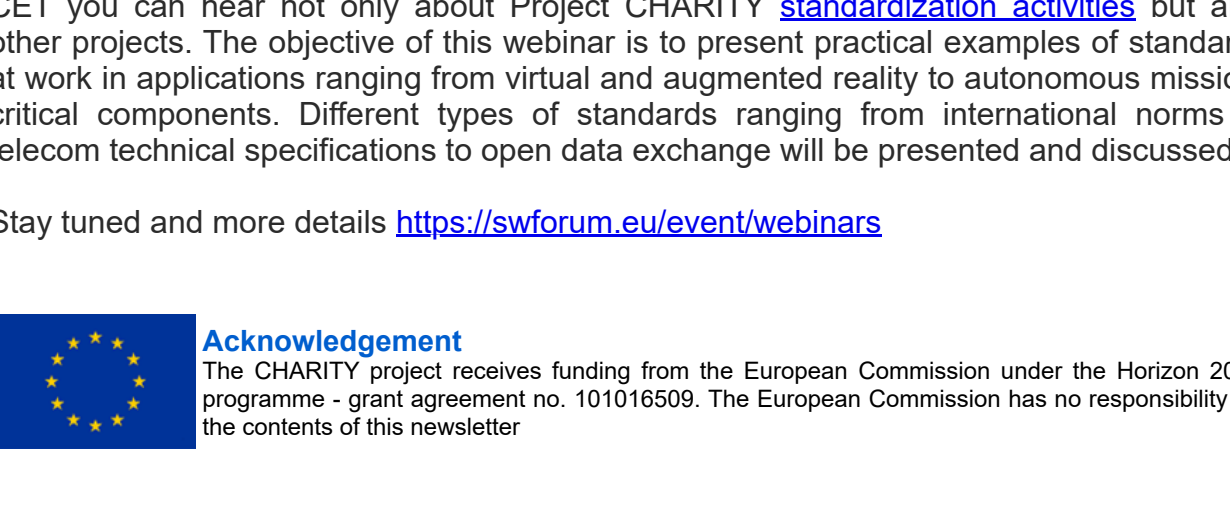 CET you can hear not only about Project CHARITY standardization activities but a
other projects. The objective of this webinar is to present practical examples of standar
at work in applications ranging from virtual and augmented reality to autonomous missio
critical components. Different types of standards ranging from international norms
telecom technical specifications to open data exchange will be presented and discussed
Stay tuned and more details https://swforum.eu/event/webinars
Acknowledgement
The CHARITY project receives funding from the European Commission under the Horizon 20
programme - grant agreement no. 101016509. The European Commission has no responsibility
the contents of this newsletter